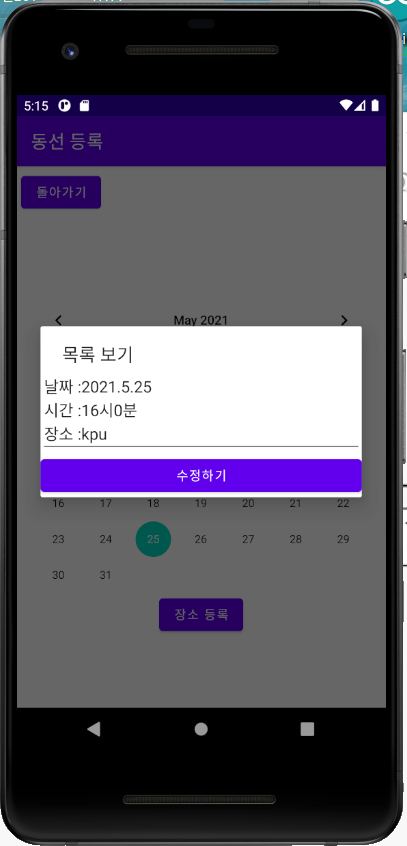 5:15
동선 등록
돌아가기
May 2021
목록 보기
날짜 :2021.5.25
시간 :16시0분
장소 :kpu
수정하기
16 17 18 19 20 21 22
23 24 25 26 27 28 29
30 31
장소 등록